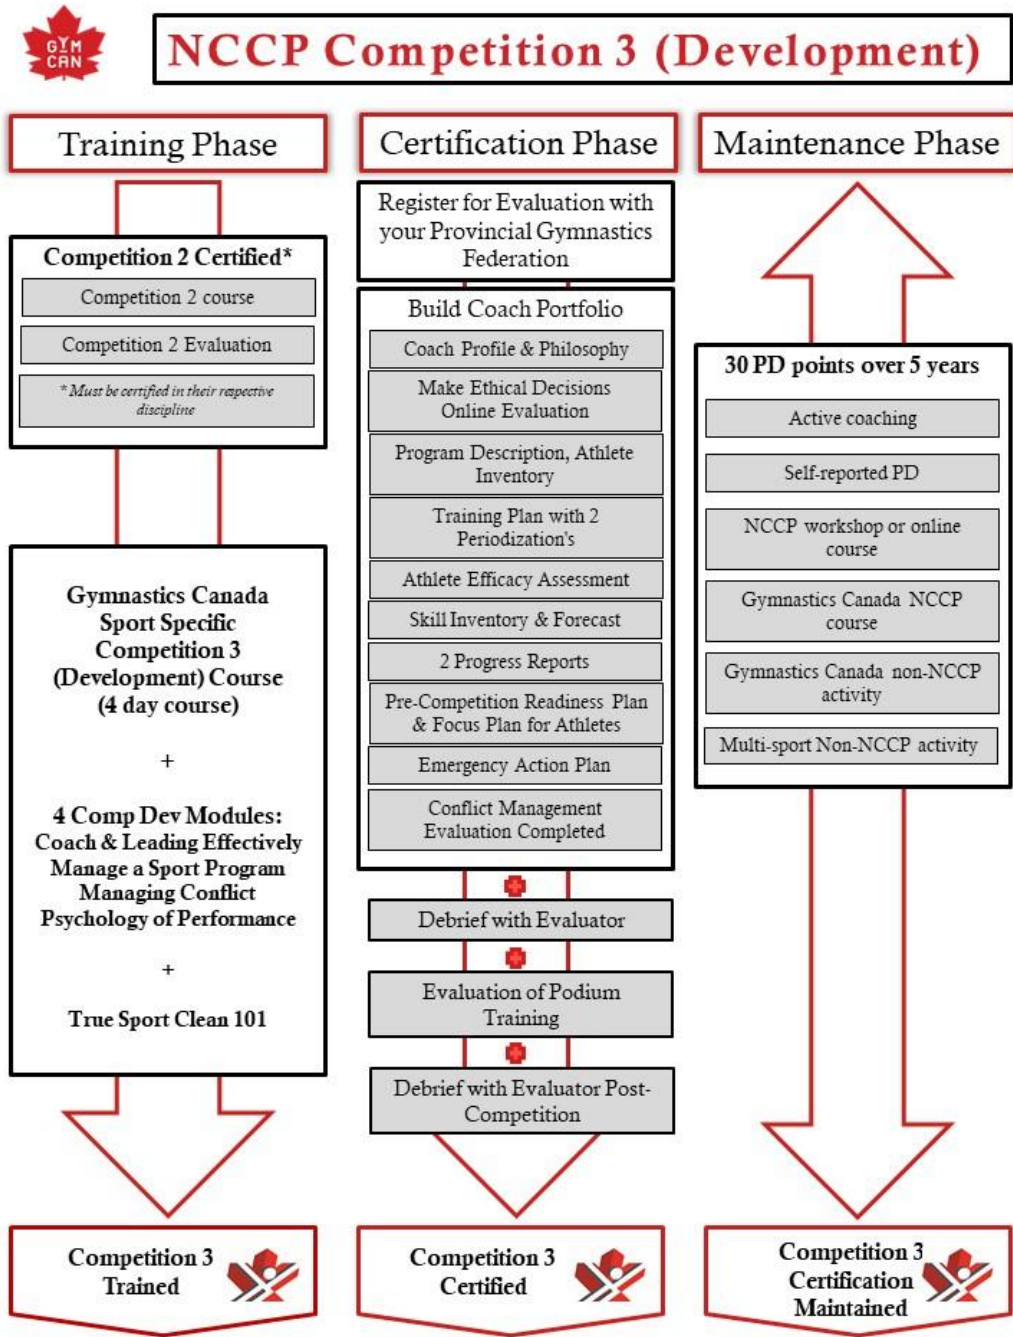 GYM
CAN
NCCP Competition 3 (Development)
Training Phase
Competition 2 Certified*
Competition 2 course
Competition 2 Evaluation
* Must be certified in their respective
discipline
Gymnastics Canada
Sport Specific
Competition 3
(Development) Course
(4 day course)
+
4 Comp Dev Modules:
Coach & Leading Effectively
Manage a Sport Program
Managing Conflict
Psychology of Performance
+
True Sport Clean 101
Competition 3
Trained
Certification Phase
Register for Evaluation with
your Provincial Gymnastics
Federation
Build Coach Portfolio
Coach Profile & Philosophy
Make Ethical Decisions
Online Evaluation
Program Description, Athlete
Inventory
Training Plan with 2
Periodization's
Athlete Efficacy Assessment
Skill Inventory & Forecast
2 Progress Reports
Pre-Competition Readiness Plan
& Focus Plan for Athletes
Emergency Action Plan
Conflict Management
Evaluation Completed
Debrief with Evaluator
Evaluation of Podium
Training
Debrief with Evaluator Post-
Competition
Competition 3
Certified
Maintenance Phase
30 PD points over 5 years
Active coaching
Self-reported PD
NCCP workshop or online
course
Gymnastics Canada NCCP
course
Gymnastics Canada non-NCCP
activity
Multi-sport Non-NCCP activity
Competition 3
Certification
Maintained